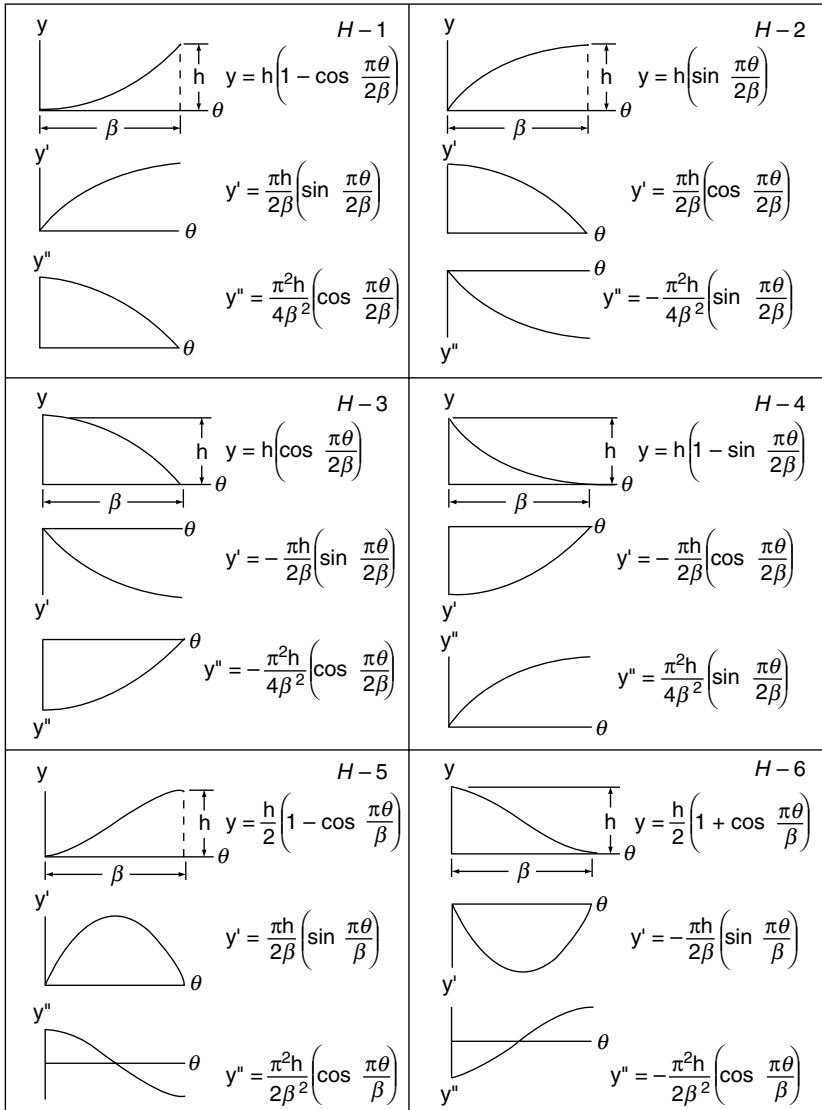 y
H – 1
h
y = h(1 – cos πθ/2β)
θ
β
y'
y' = πh/2β(sin πθ/2β)
θ
y"
y" = π²h/4β²(cos πθ/2β)
θ
y
H – 2
h
y = h(sin πθ/2β)
θ
β
y'
y' = πh/2β(cos πθ/2β)
θ
θ
y" = –π²h/4β²(sin πθ/2β)
y"
y
H – 3
h
y = h(cos πθ/2β)
θ
β
θ
y' = –πh/2β(sin πθ/2β)
y'
θ
y" = –π²h/4β²(cos πθ/2β)
y"
y
H – 4
h
y = h(1 – sin πθ/2β)
θ
β
θ
y' = –πh/2β(cos πθ/2β)
y'
y"
y" = π²h/4β²(sin πθ/2β)
θ
y
H – 5
h
y = h/2(1 – cos πθ/β)
θ
β
y'
y' = πh/2β(sin πθ/β)
θ
y"
θ
y" = π²h/2β²(cos πθ/β)
y
H – 6
h
y = h/2(1 + cos πθ/β)
θ
β
θ
y' = –πh/2β(sin πθ/β)
y'
θ
y" = –π²h/2β²(cos πθ/β)
y"